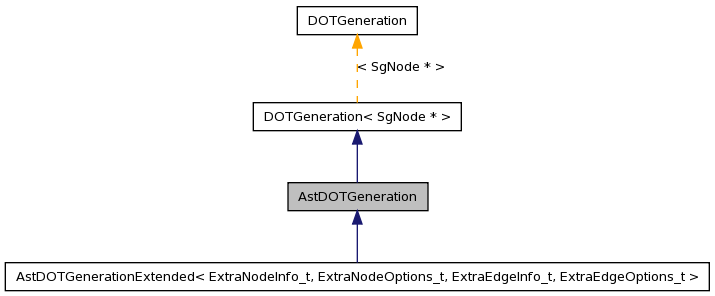 DOTGeneration
< SgNode * >
DOTGeneration< SgNode * >
AstDOTGeneration
AstDOTGenerationExtended< ExtraNodeInfo_t, ExtraNodeOptions_t, ExtraEdgeInfo_t, ExtraEdgeOptions_t >